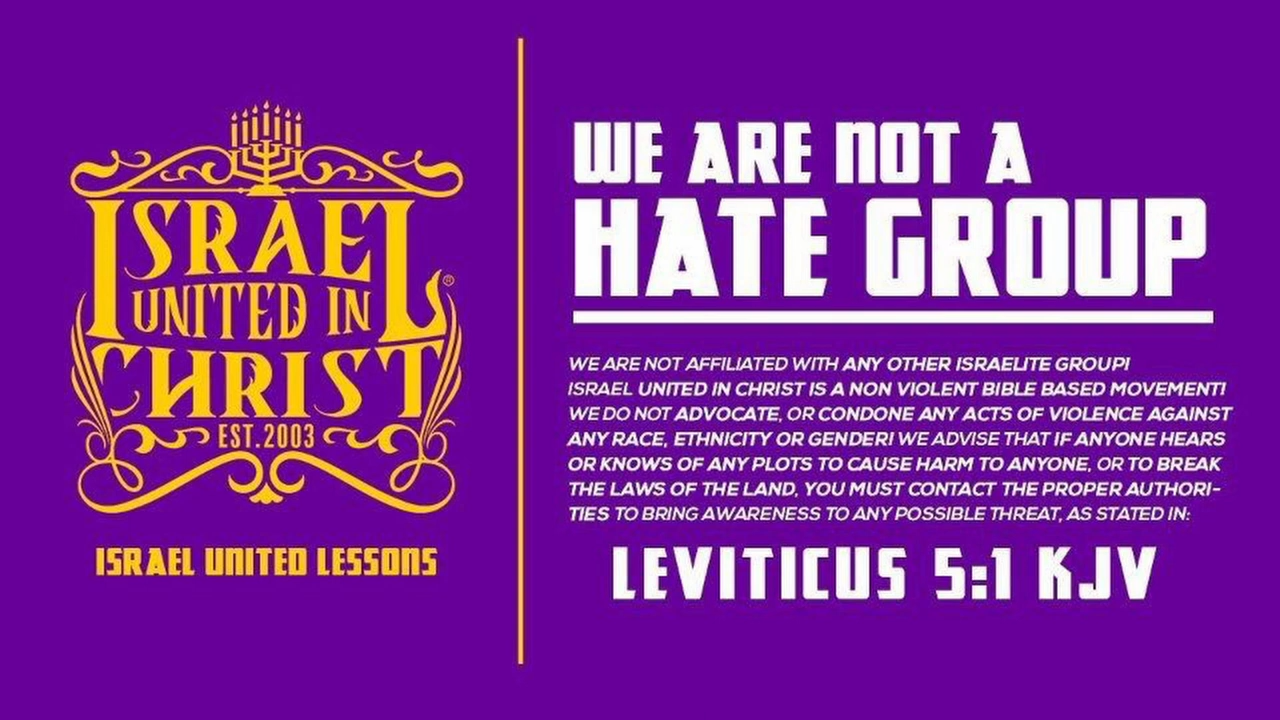 ISRAEL
UNITED IN
CHRIST
®
EST.2003
ISRAEL UNITED LESSONS
WE ARE NOT A
HATE GROUP
WE ARE NOT AFFILIATED WITH ANY OTHER ISRAELITE GROUP!
ISRAEL UNITED IN CHRIST IS A NON VIOLENT BIBLE BASED MOVEMENT!
WE DO NOT ADVOCATE, OR CONDONE ANY ACTS OF VIOLENCE AGAINST
ANY RACE, ETHNICITY OR GENDER! WE ADVISE THAT IF ANYONE HEARS
OR KNOWS OF ANY PLOTS TO CAUSE HARM TO ANYONE, OR TO BREAK
THE LAWS OF THE LAND, YOU MUST CONTACT THE PROPER AUTHORI-
TIES TO BRING AWARENESS TO ANY POSSIBLE THREAT, AS STATED IN:
LEVITICUS 5:1 KJV